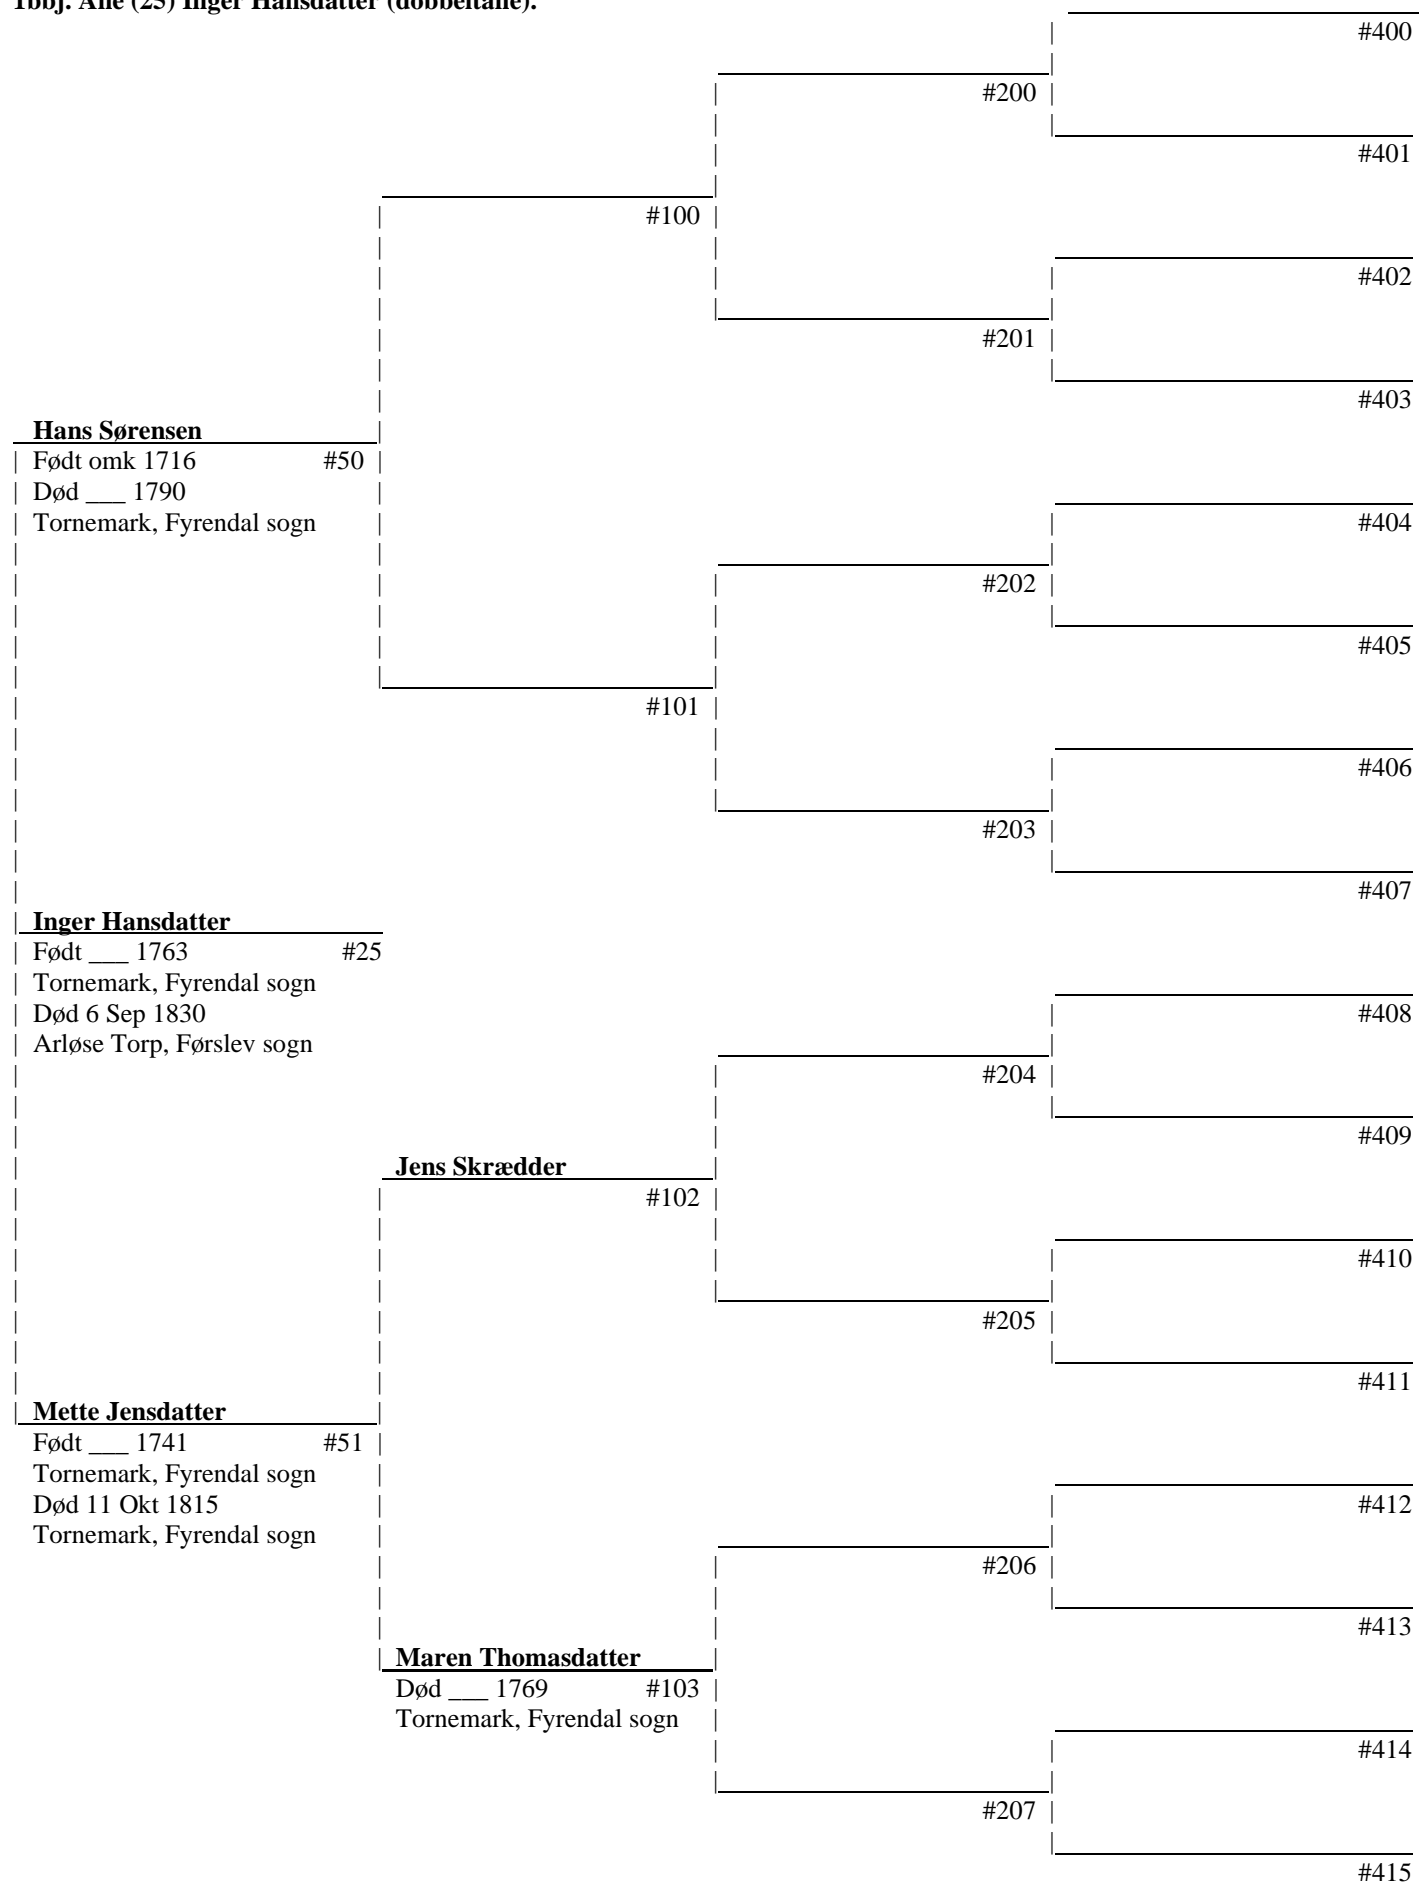 1bbj. Ane (25) Inger Hansdatter (dobbeltane).
#400
#200
#401
#100
#402
#201
#403
Hans Sørensen
Født omk 1716 #50
Død ___ 1790
Tornemark, Fyrendal sogn
#404
#202
#405
#101
#406
#203
#407
Inger Hansdatter
Født ___ 1763 #25
Tornemark, Fyrendal sogn
Død 6 Sep 1830
Arløse Torp, Førslev sogn
#408
#204
#409
Jens Skrædder
#102
#410
#205
#411
Mette Jensdatter
Født ___ 1741 #51
Tornemark, Fyrendal sogn
Død 11 Okt 1815
Tornemark, Fyrendal sogn
#412
#206
#413
Maren Thomasdatter
Død ___ 1769 #103
Tornemark, Fyrendal sogn
#414
#207
#415